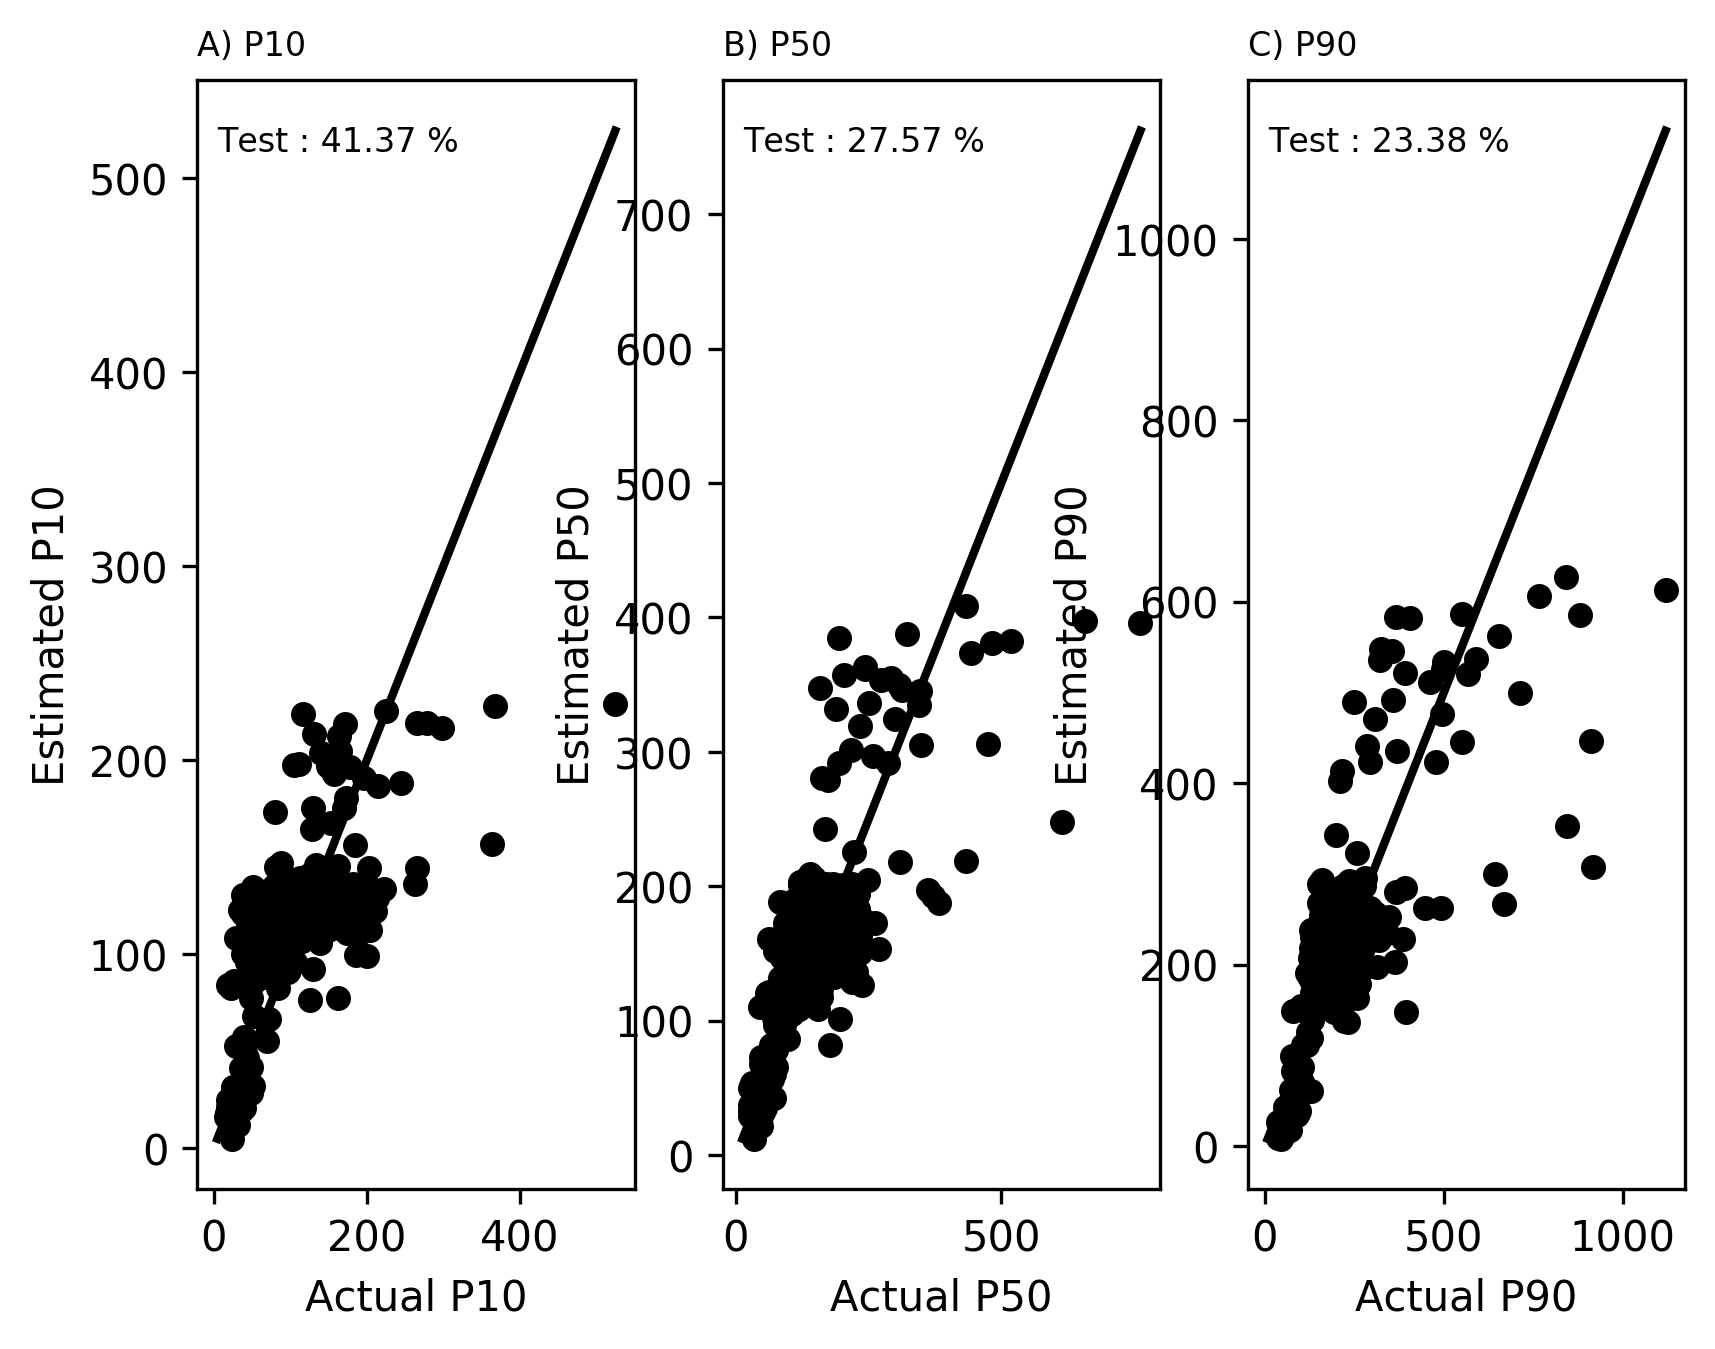 A) P10
Test : 41.37 %
Estimated P10
500
400
300
200
100
0
0 200 400
Actual P10
B) P50
Test : 27.57 %
Estimated P50
700
600
500
400
300
200
100
0
0 500
Actual P50
C) P90
Test : 23.38 %
Estimated P90
1000
800
600
400
200
0
0 500 1000
Actual P90